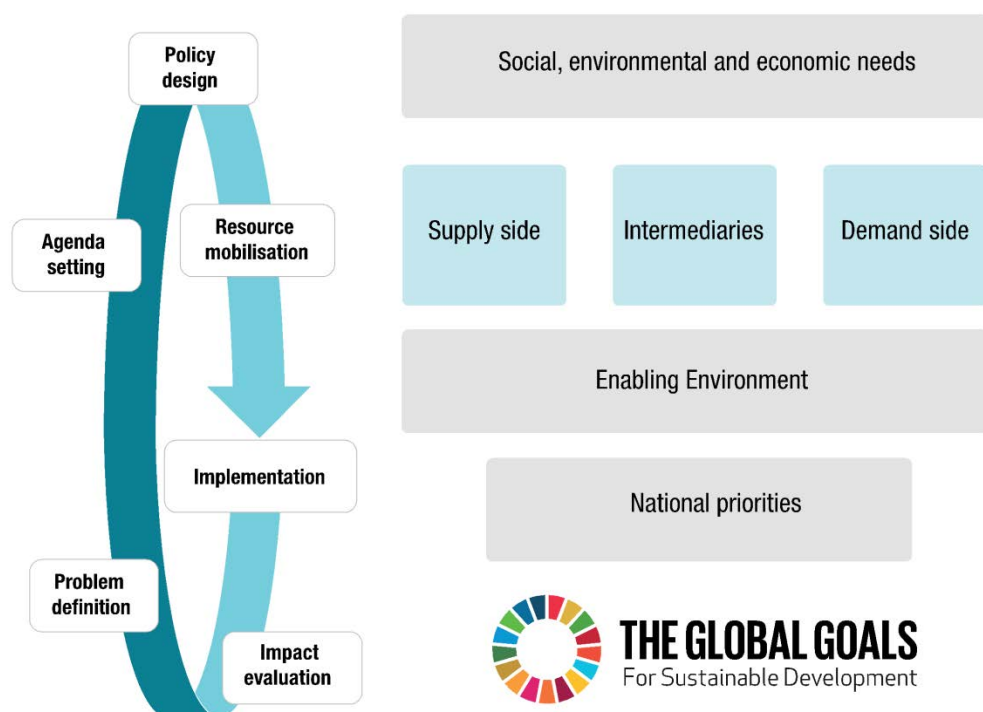 Policy
design
Agenda
setting
Resource
mobilisation
Implementation
Problem
definition
Impact
evaluation
Social, environmental and economic needs
Supply side
Intermediaries
Demand side
Enabling Environment
National priorities
THE GLOBAL GOALS
For Sustainable Development